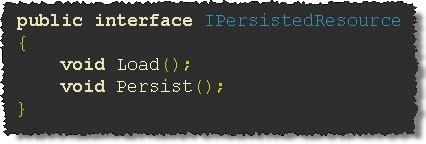 public interface IPersistedResource
{
    void Load();
    void Persist();
}